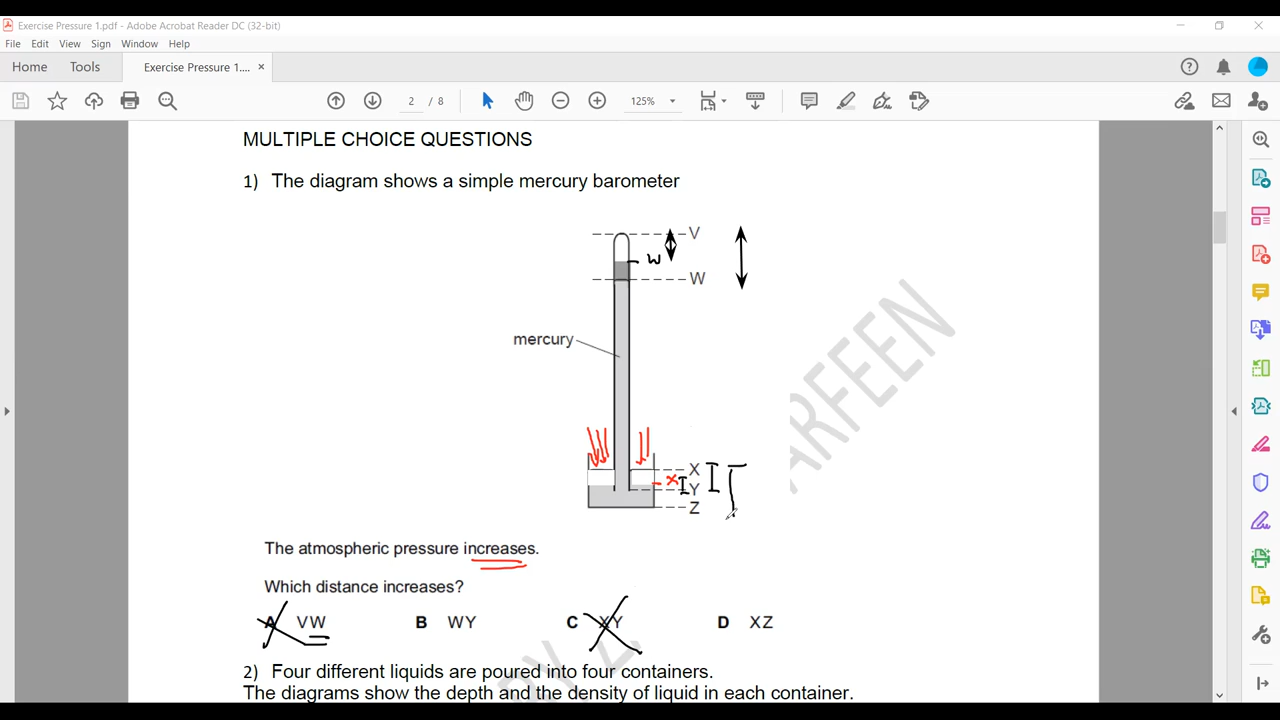 Exercise Pressure 1.pdf - Adobe Acrobat Reader DC (32-bit)
File Edit View Sign Window Help
Home Tools Exercise Pressure 1.... ×
2 / 8 125%
MULTIPLE CHOICE QUESTIONS
1) The diagram shows a simple mercury barometer
V
w
W
mercury
X
x
Y
Z
The atmospheric pressure increases.
Which distance increases?
A VW B WY C XY D XZ
2) Four different liquids are poured into four containers.
The diagrams show the depth and the density of liquid in each container.